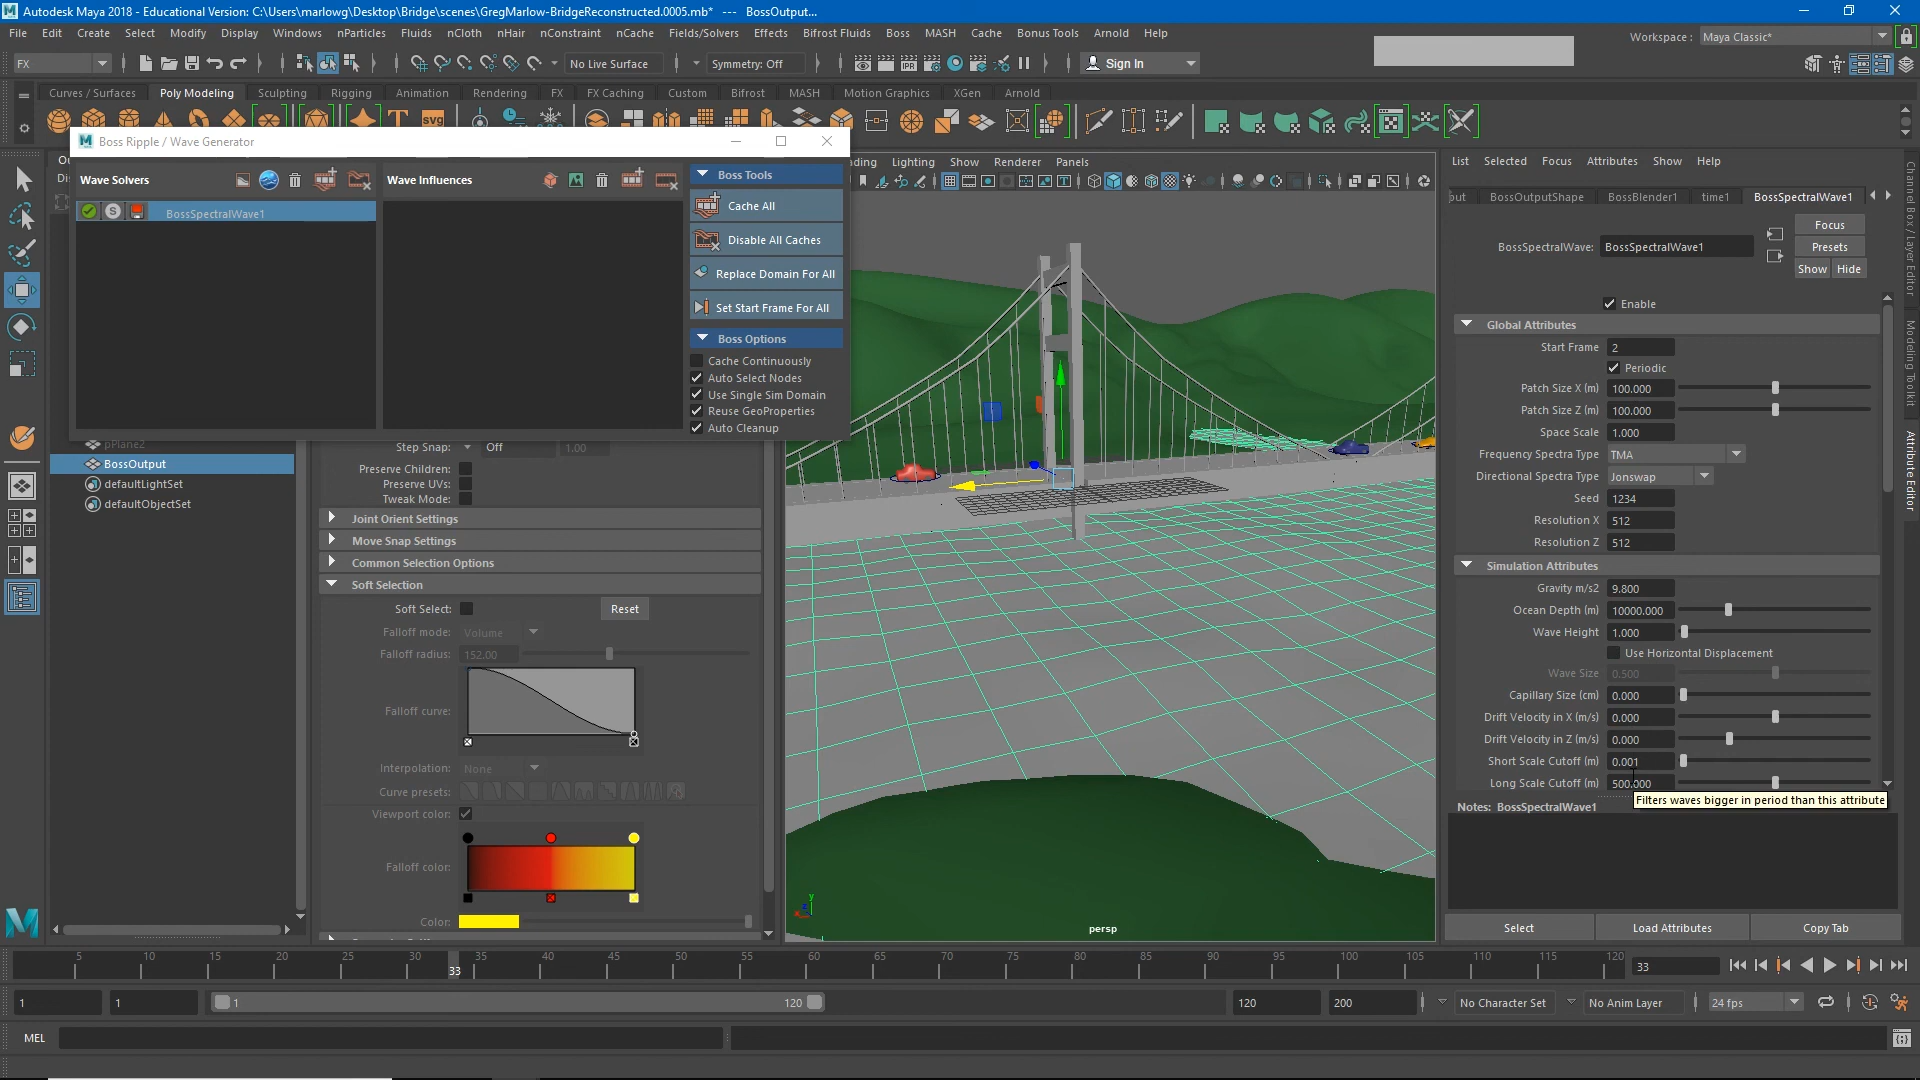 Autodesk Maya 2018 - Educational Version: C:\Users\marlowg\Desktop\Bridge\scenes\GregMarlow-BridgeReconstructed.0005.mb* --- BossOutput...
File Edit Create Select Modify Display Windows nParticles Fluids nCloth nHair nConstraint nCache Fields/Solvers Effects Bifrost Fluids Boss MASH Cache Bonus Tools Arnold Help
Workspace : Maya Classic*
FX No Live Surface Symmetry: Off Sign In
Curves / Surfaces Poly Modeling Sculpting Rigging Animation Rendering FX FX Caching Custom Bifrost MASH Motion Graphics XGen Arnold
svg
Boss Ripple / Wave Generator
Wave Solvers
BossSpectralWave1
Wave Influences
Boss Tools
Cache All
Disable All Caches
Replace Domain For All
Set Start Frame For All
Boss Options
Cache Continuously
Auto Select Nodes
Use Single Sim Domain
Reuse GeoProperties
Auto Cleanup
pPlane2
BossOutput
defaultLightSet
defaultObjectSet
Step Snap: Off 1.00
Preserve Children:
Preserve UVs:
Tweak Mode:
Joint Orient Settings
Move Snap Settings
Common Selection Options
Soft Selection
Soft Select: Reset
Falloff mode: Volume
Falloff radius: 152.00
Falloff curve:
Interpolation: None
Curve presets:
Viewport color:
Falloff color:
Color:
Lighting Show Renderer Panels
persp
List Selected Focus Attributes Show Help
BossOutputShape BossBlender1 time1 BossSpectralWave1
Focus
BossSpectralWave: BossSpectralWave1
Presets
Show Hide
Enable
Global Attributes
Start Frame 2
Periodic
Patch Size X (m) 100.000
Patch Size Z (m) 100.000
Space Scale 1.000
Frequency Spectra Type TMA
Directional Spectra Type Jonswap
Seed 1234
Resolution X 512
Resolution Z 512
Simulation Attributes
Gravity m/s2 9.800
Ocean Depth (m) 10000.000
Wave Height 1.000
Use Horizontal Displacement
Wave Size 0.500
Capillary Size (cm) 0.000
Drift Velocity in X (m/s) 0.000
Drift Velocity in Z (m/s) 0.000
Short Scale Cutoff (m) 0.001
Long Scale Cutoff (m) 500.000
Filters waves bigger in period than this attribute
Notes: BossSpectralWave1
Select Load Attributes Copy Tab
Channel Box / Layer Editor
Modeling Toolkit
Attribute Editor
5 10 15 20 25 30 33 35 40 45 50 55 60 65 70 75 80 85 90 95 100 105 110 115 120 33
1 1 1 120 120 200 No Character Set No Anim Layer 24 fps
MEL